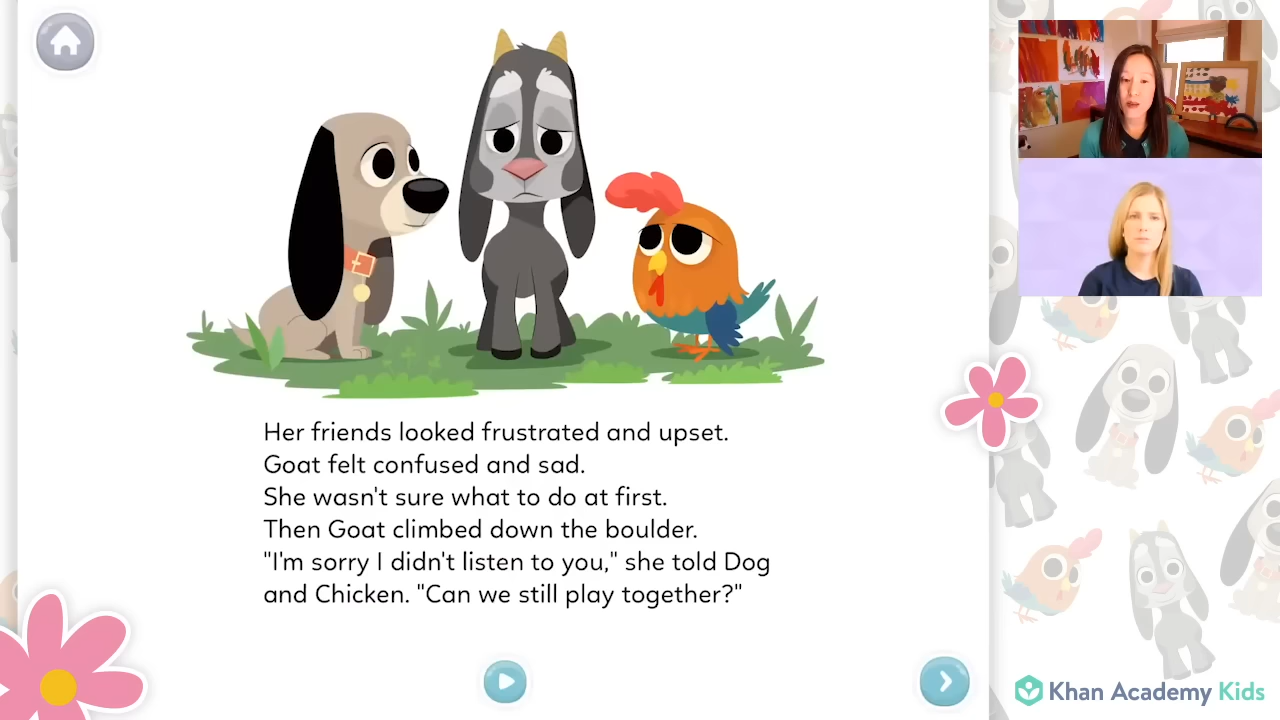 Her friends looked frustrated and upset.
Goat felt confused and sad.
She wasn't sure what to do at first.
Then Goat climbed down the boulder.
"I'm sorry I didn't listen to you," she told Dog
and Chicken. "Can we still play together?"
Khan Academy Kids